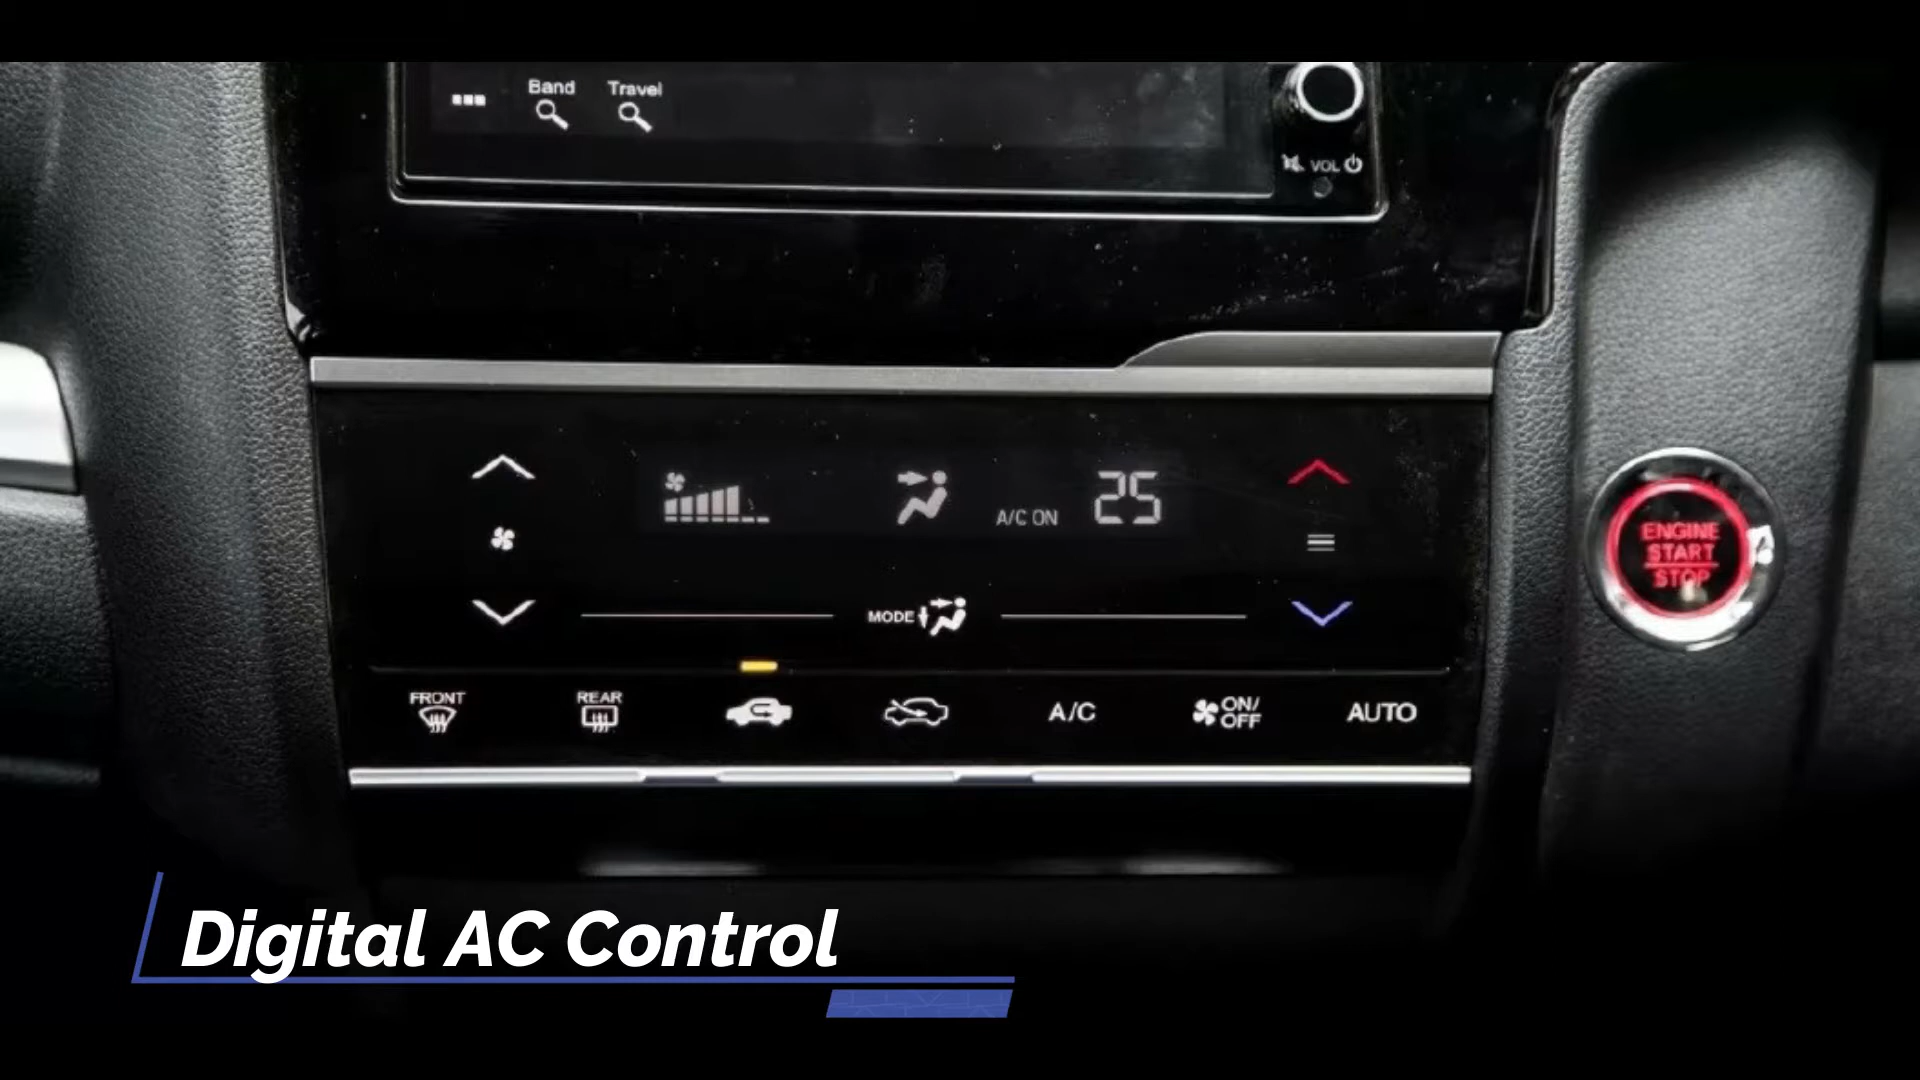 Band Travel
VOL
A/C ON 25
ENGINE
START
STOP
MODE
FRONT REAR A/C ON/OFF AUTO
Digital AC Control